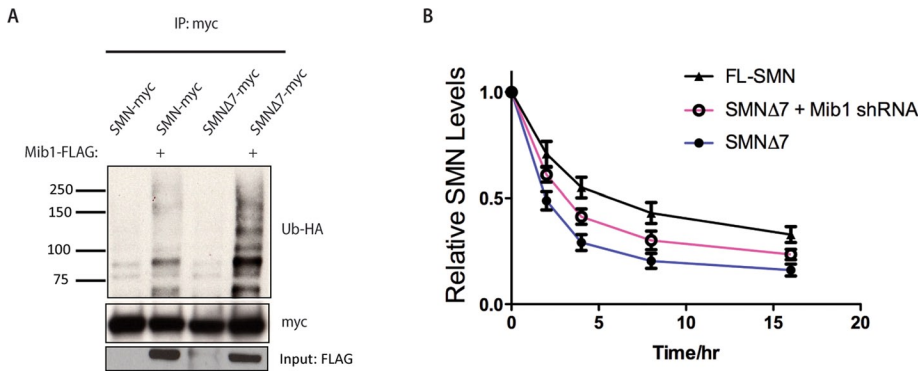 A
IP: myc
SMN-myc
SMN-myc
SMNΔ7-myc
SMNΔ7-myc
Mib1-FLAG:
+
+
250
150
100
75
Ub-HA
myc
Input: FLAG
B
Relative SMN Levels
1.0
0.5
0.0
0
5
10
15
20
Time/hr
FL-SMN
SMNΔ7 + Mib1 shRNA
SMNΔ7